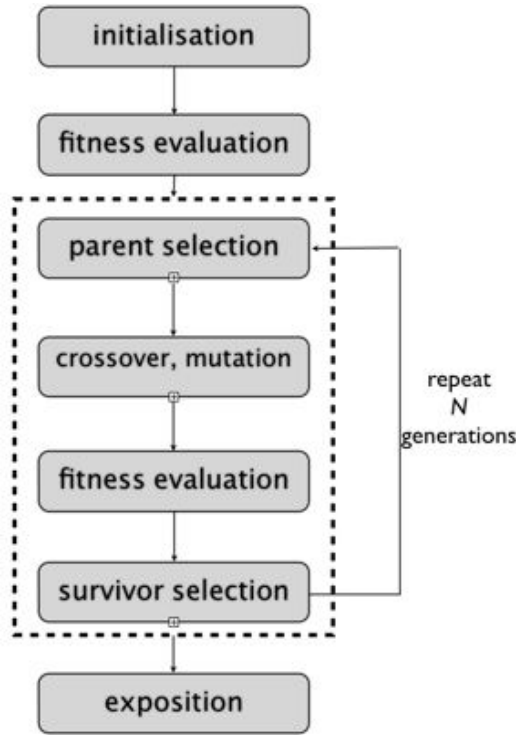 initialisation
fitness evaluation
parent selection
crossover, mutation
repeat
N
generations
fitness evaluation
survivor selection
exposition